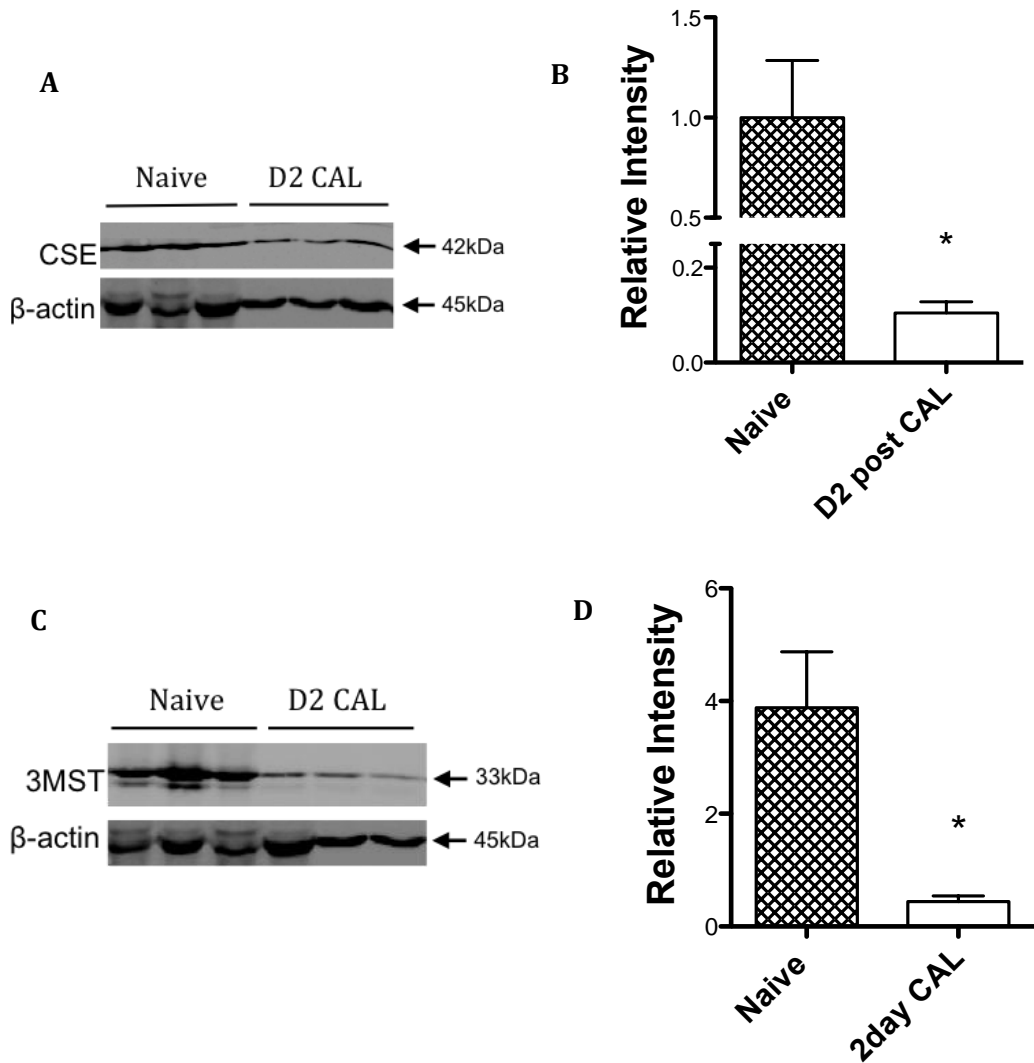 A
Naive D2 CAL
CSE 42kDa
β-actin 45kDa
B
Relative Intensity
1.5
1.0
0.5
0.2
0.0
*
Naive
D2 post CAL
C
Naive D2 CAL
3MST 33kDa
β-actin 45kDa
D
Relative Intensity
6
4
2
0
*
Naive
2day CAL